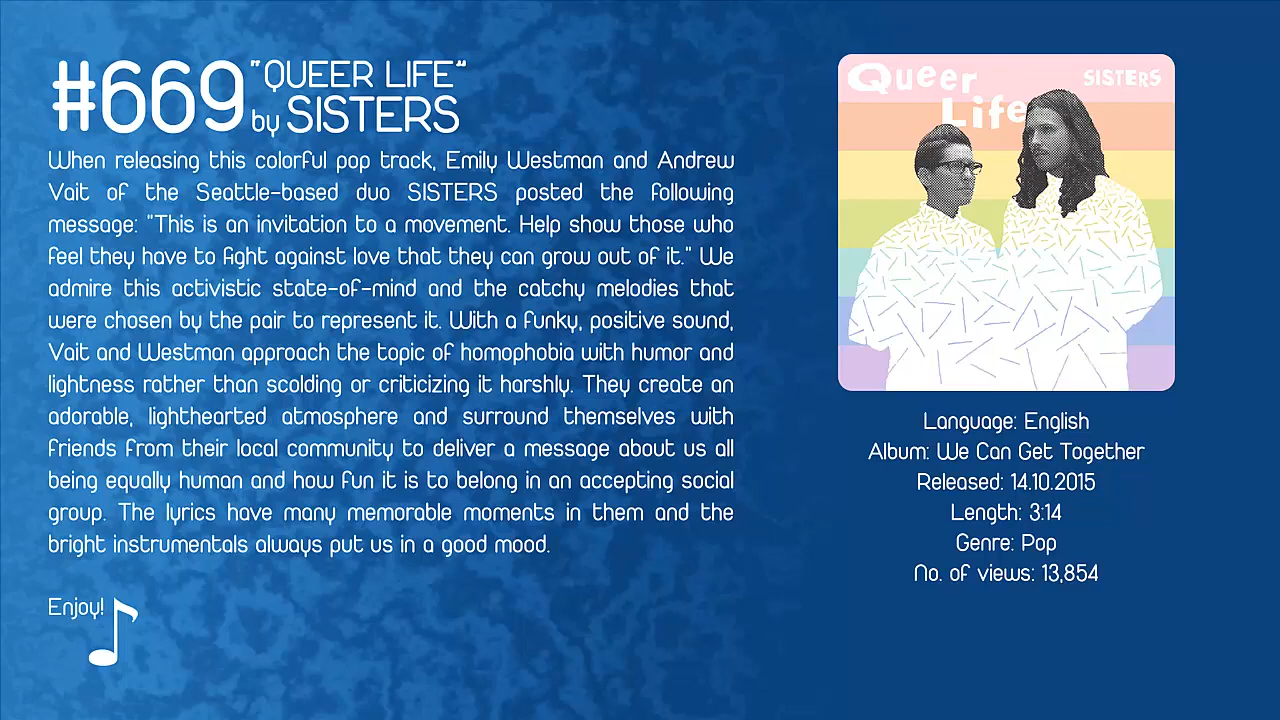 #669 "QUEER LIFE"
by SISTERS
When releasing this colorful pop track, Emily Westman and Andrew
Vait of the Seattle-based duo SISTERS posted the following
message: "This is an invitation to a movement. Help show those who
feel they have to fight against love that they can grow out of it." We
admire this activistic state-of-mind and the catchy melodies that
were chosen by the pair to represent it. With a funky, positive sound,
Vait and Westman approach the topic of homophobia with humor and
lightness rather than scolding or criticizing it harshly. They create an
adorable, lighthearted atmosphere and surround themselves with
friends from their local community to deliver a message about us all
being equally human and how fun it is to belong in an accepting social
group. The lyrics have many memorable moments in them and the
bright instrumentals always put us in a good mood.
Enjoy!
Queer
Life
SISTERS
Language: English
Album: We Can Get Together
Released: 14.10.2015
Length: 3:14
Genre: Pop
No. of views: 13,854